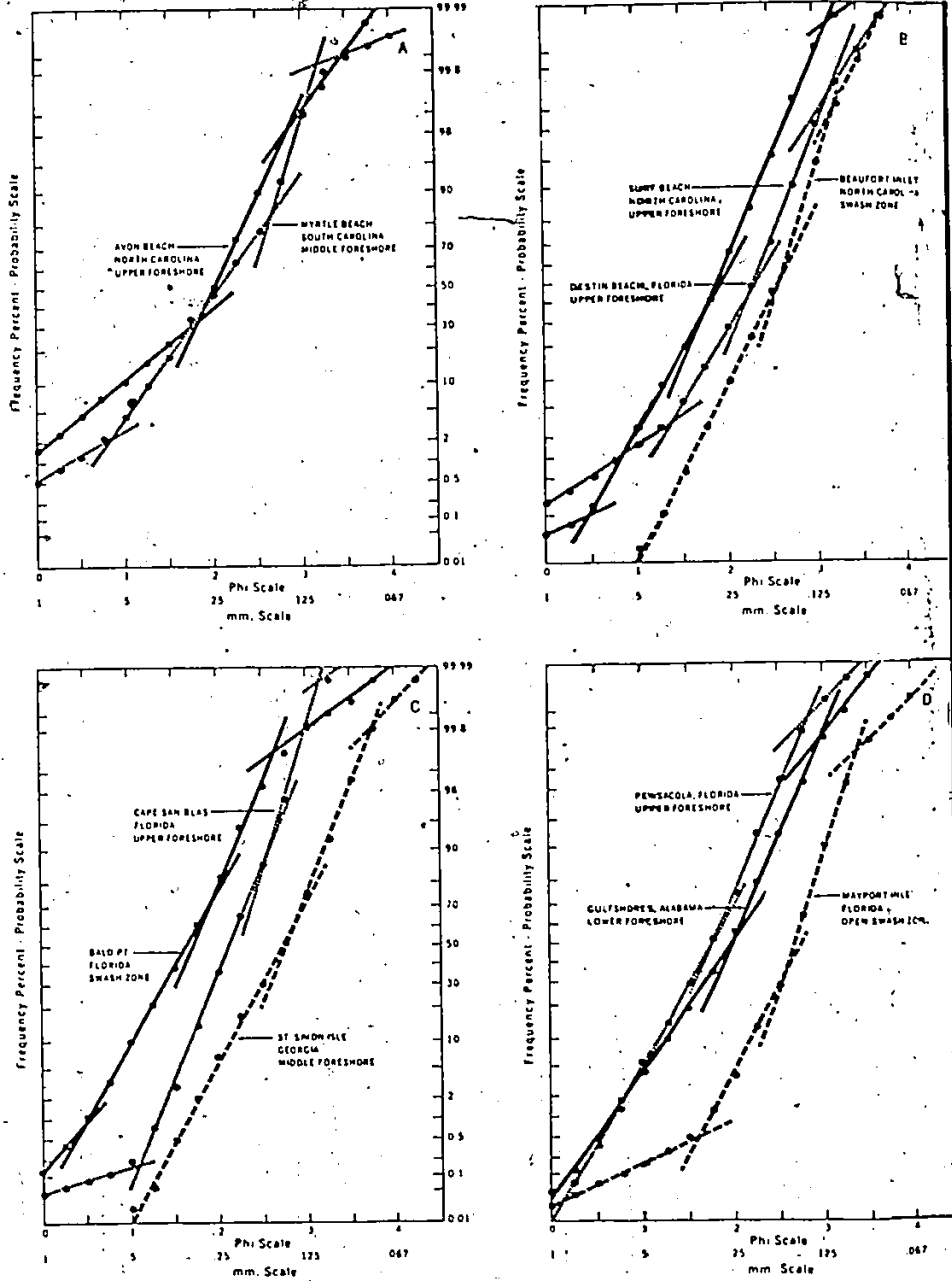 A
99.99
99.8
98
90
70
50
30
10
2
0.5
0.1
0.01
Frequency Percent - Probability Scale
AVON BEACH
NORTH CAROLINA
UPPER FORESHORE
MYRTLE BEACH
SOUTH CAROLINA
MIDDLE FORESHORE
0 1 2 3 4
Phi Scale
1 .5 .25 .125 .067
mm. Scale
B
Frequency Percent - Probability Scale
SURF BEACH
NORTH CAROLINA,
UPPER FORESHORE
BEAUFORT INLET
NORTH CAROL
SWASH ZONE
DESTIN BEACH, FLORIDA
UPPER FORESHORE
0 1 2 3 4
Phi Scale
1 .5 .25 .125 .067
mm. Scale
C
99.99
99.8
98
90
70
50
30
10
2
0.5
0.1
0.01
Frequency Percent - Probability Scale
CAPE SAN BLAS
FLORIDA
UPPER FORESHORE
BALD PT
FLORIDA
SWASH ZONE
ST. SIMON ISLE
GEORGIA
MIDDLE FORESHORE
0 1 2 3 4
Phi Scale
1 .5 .25 .125 .067
mm. Scale
D
Frequency Percent - Probability Scale
PENSACOLA, FLORIDA
UPPER FORESHORE
GULFSHORES, ALABAMA
LOWER FORESHORE
MAYPORT
FLORIDA
OPEN SWASH
0 2 3 4
Phi Scale
1 .5 .25 .125 .067
mm. Scale